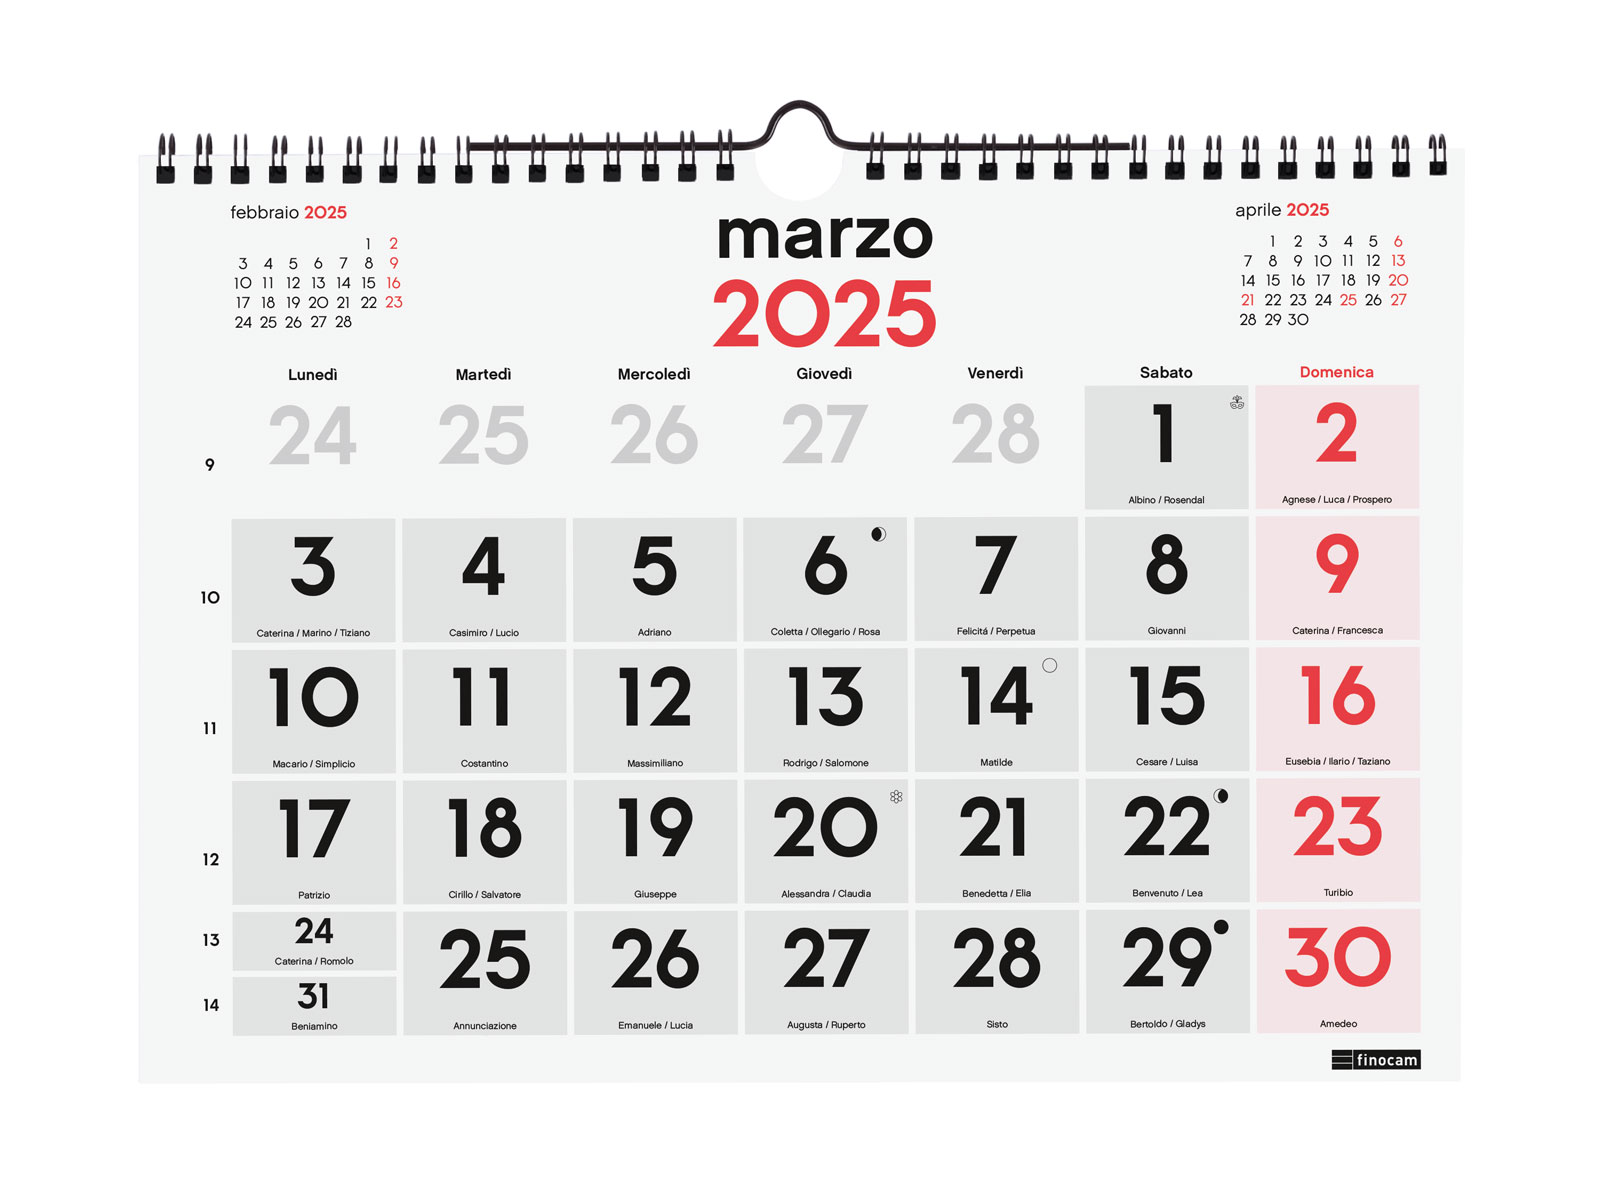 febbraio 2025
1 2
3 4 5 6 7 8 9
10 11 12 13 14 15 16
17 18 19 20 21 22 23
24 25 26 27 28
marzo
2025
aprile 2025
1 2 3 4 5 6
7 8 9 10 11 12 13
14 15 16 17 18 19 20
21 22 23 24 25 26 27
28 29 30
Lunedì Martedì Mercoledì Giovedì Venerdì Sabato Domenica
9 24 25 26 27 28 1 2
Albino / Rosendal Agnese / Luca / Prospero
10 3 4 5 6 7 8 9
Caterina / Marino / Tiziano Casimiro / Lucio Adriano Coletta / Ollegario / Rosa Felicitá / Perpetua Giovanni Caterina / Francesca
11 10 11 12 13 14 15 16
Macario / Simplicio Costantino Massimiliano Rodrigo / Salomone Matilde Cesare / Luisa Eusebia / Ilario / Taziano
12 17 18 19 20 21 22 23
Patrizio Cirillo / Salvatore Giuseppe Alessandra / Claudia Benedetta / Elia Benvenuto / Lea Turibio
13 24 25 26 27 28 29 30
Caterina / Romolo
14 31
Beniamino Annunciazione Emanuele / Lucia Augusta / Ruperto Sisto Bertoldo / Gladys Amedeo
finocam